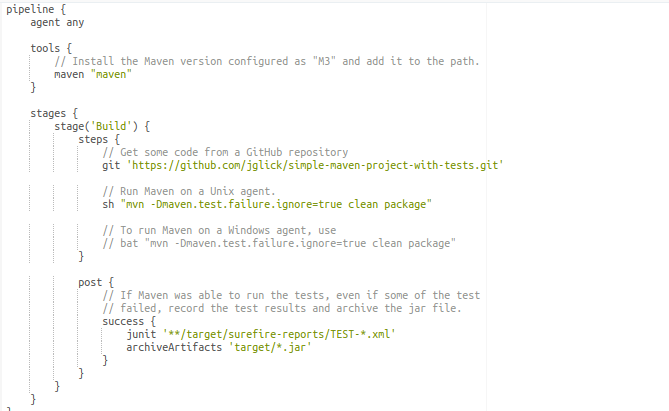 pipeline {
    agent any

    tools {
        // Install the Maven version configured as "M3" and add it to the path.
        maven "maven"
    }

    stages {
        stage('Build') {
            steps {
                // Get some code from a GitHub repository
                git 'https://github.com/jglick/simple-maven-project-with-tests.git'

                // Run Maven on a Unix agent.
                sh "mvn -Dmaven.test.failure.ignore=true clean package"

                // To run Maven on a Windows agent, use
                // bat "mvn -Dmaven.test.failure.ignore=true clean package"
            }

            post {
                // If Maven was able to run the tests, even if some of the test
                // failed, record the test results and archive the jar file.
                success {
                    junit '**/target/surefire-reports/TEST-*.xml'
                    archiveArtifacts 'target/*.jar'
                }
            }
        }
    }
}